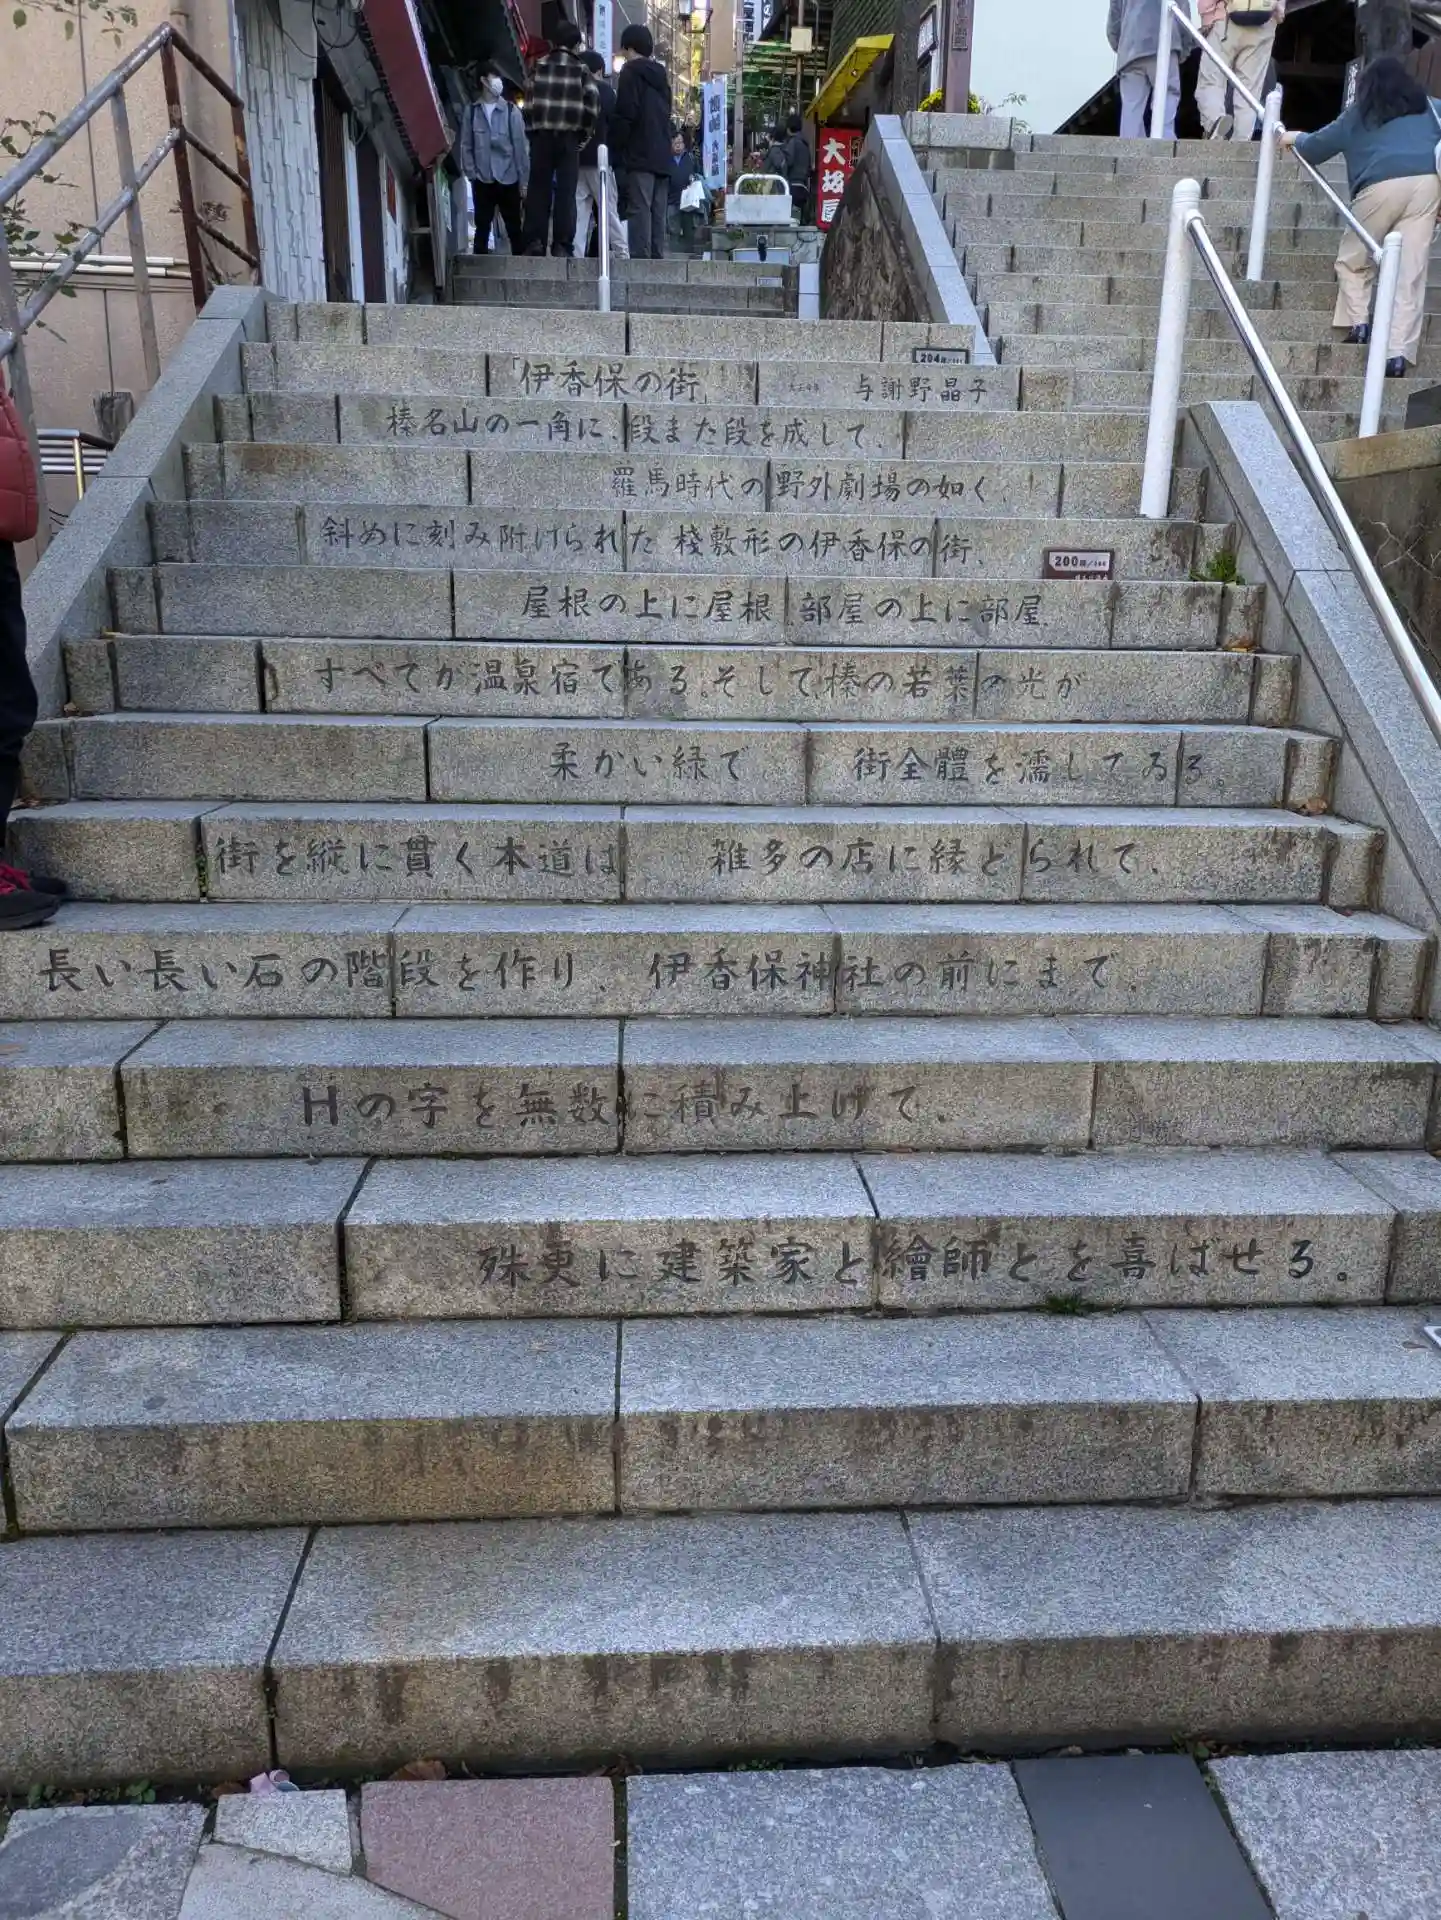 大坂屋
204段
「伊香保の街」 与謝野晶子
榛名山の一角に、段また段を成して、
羅馬時代の野外劇場の如く、
斜めに刻み附けられた 棧敷形の伊香保の街、
200段
屋根の上に屋根、部屋の上に部屋、
すべてが温泉宿である。そして榛の若葉の光が
柔かい緑で 街全體を濡してゐる。
街を縦に貫く本道は 雑多の店に縁どられて、
長い長い石の階段を作り、伊香保神社の前にまで、
Hの字を無数に積み上げて、
殊更に建築家と繪師とを喜ばせる。